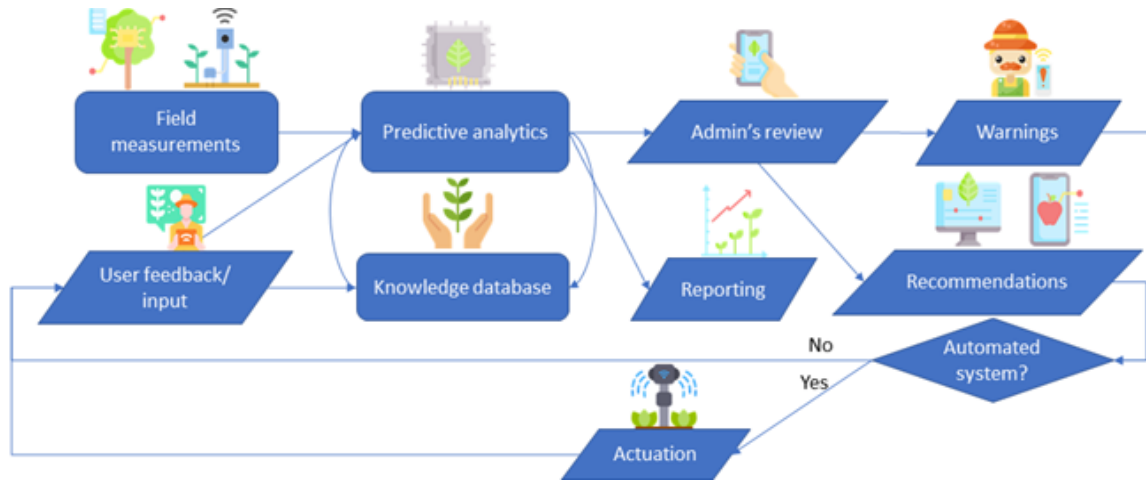 Field
measurements
Predictive analytics
Admin's review
Warnings
User feedback/
input
Knowledge database
Reporting
Recommendations
No
Automated
system?
Yes
Actuation